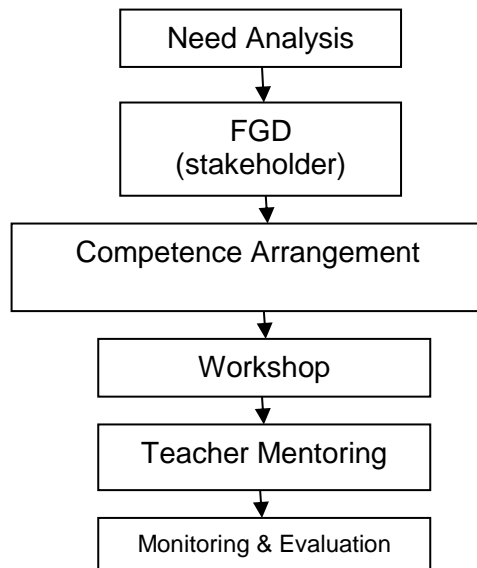 Need Analysis
FGD
(stakeholder)
Competence Arrangement
Workshop
Teacher Mentoring
Monitoring & Evaluation